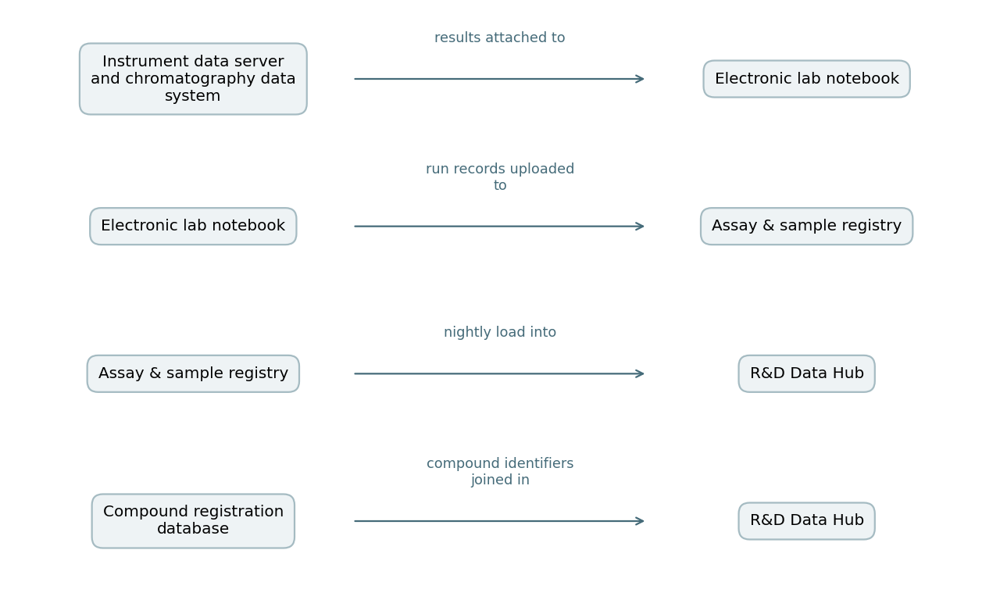 results attached to
Instrument data server
and chromatography data
system
Electronic lab notebook
run records uploaded
to
Electronic lab notebook
Assay & sample registry
nightly load into
Assay & sample registry
R&D Data Hub
compound identifiers
joined in
Compound registration
database
R&D Data Hub